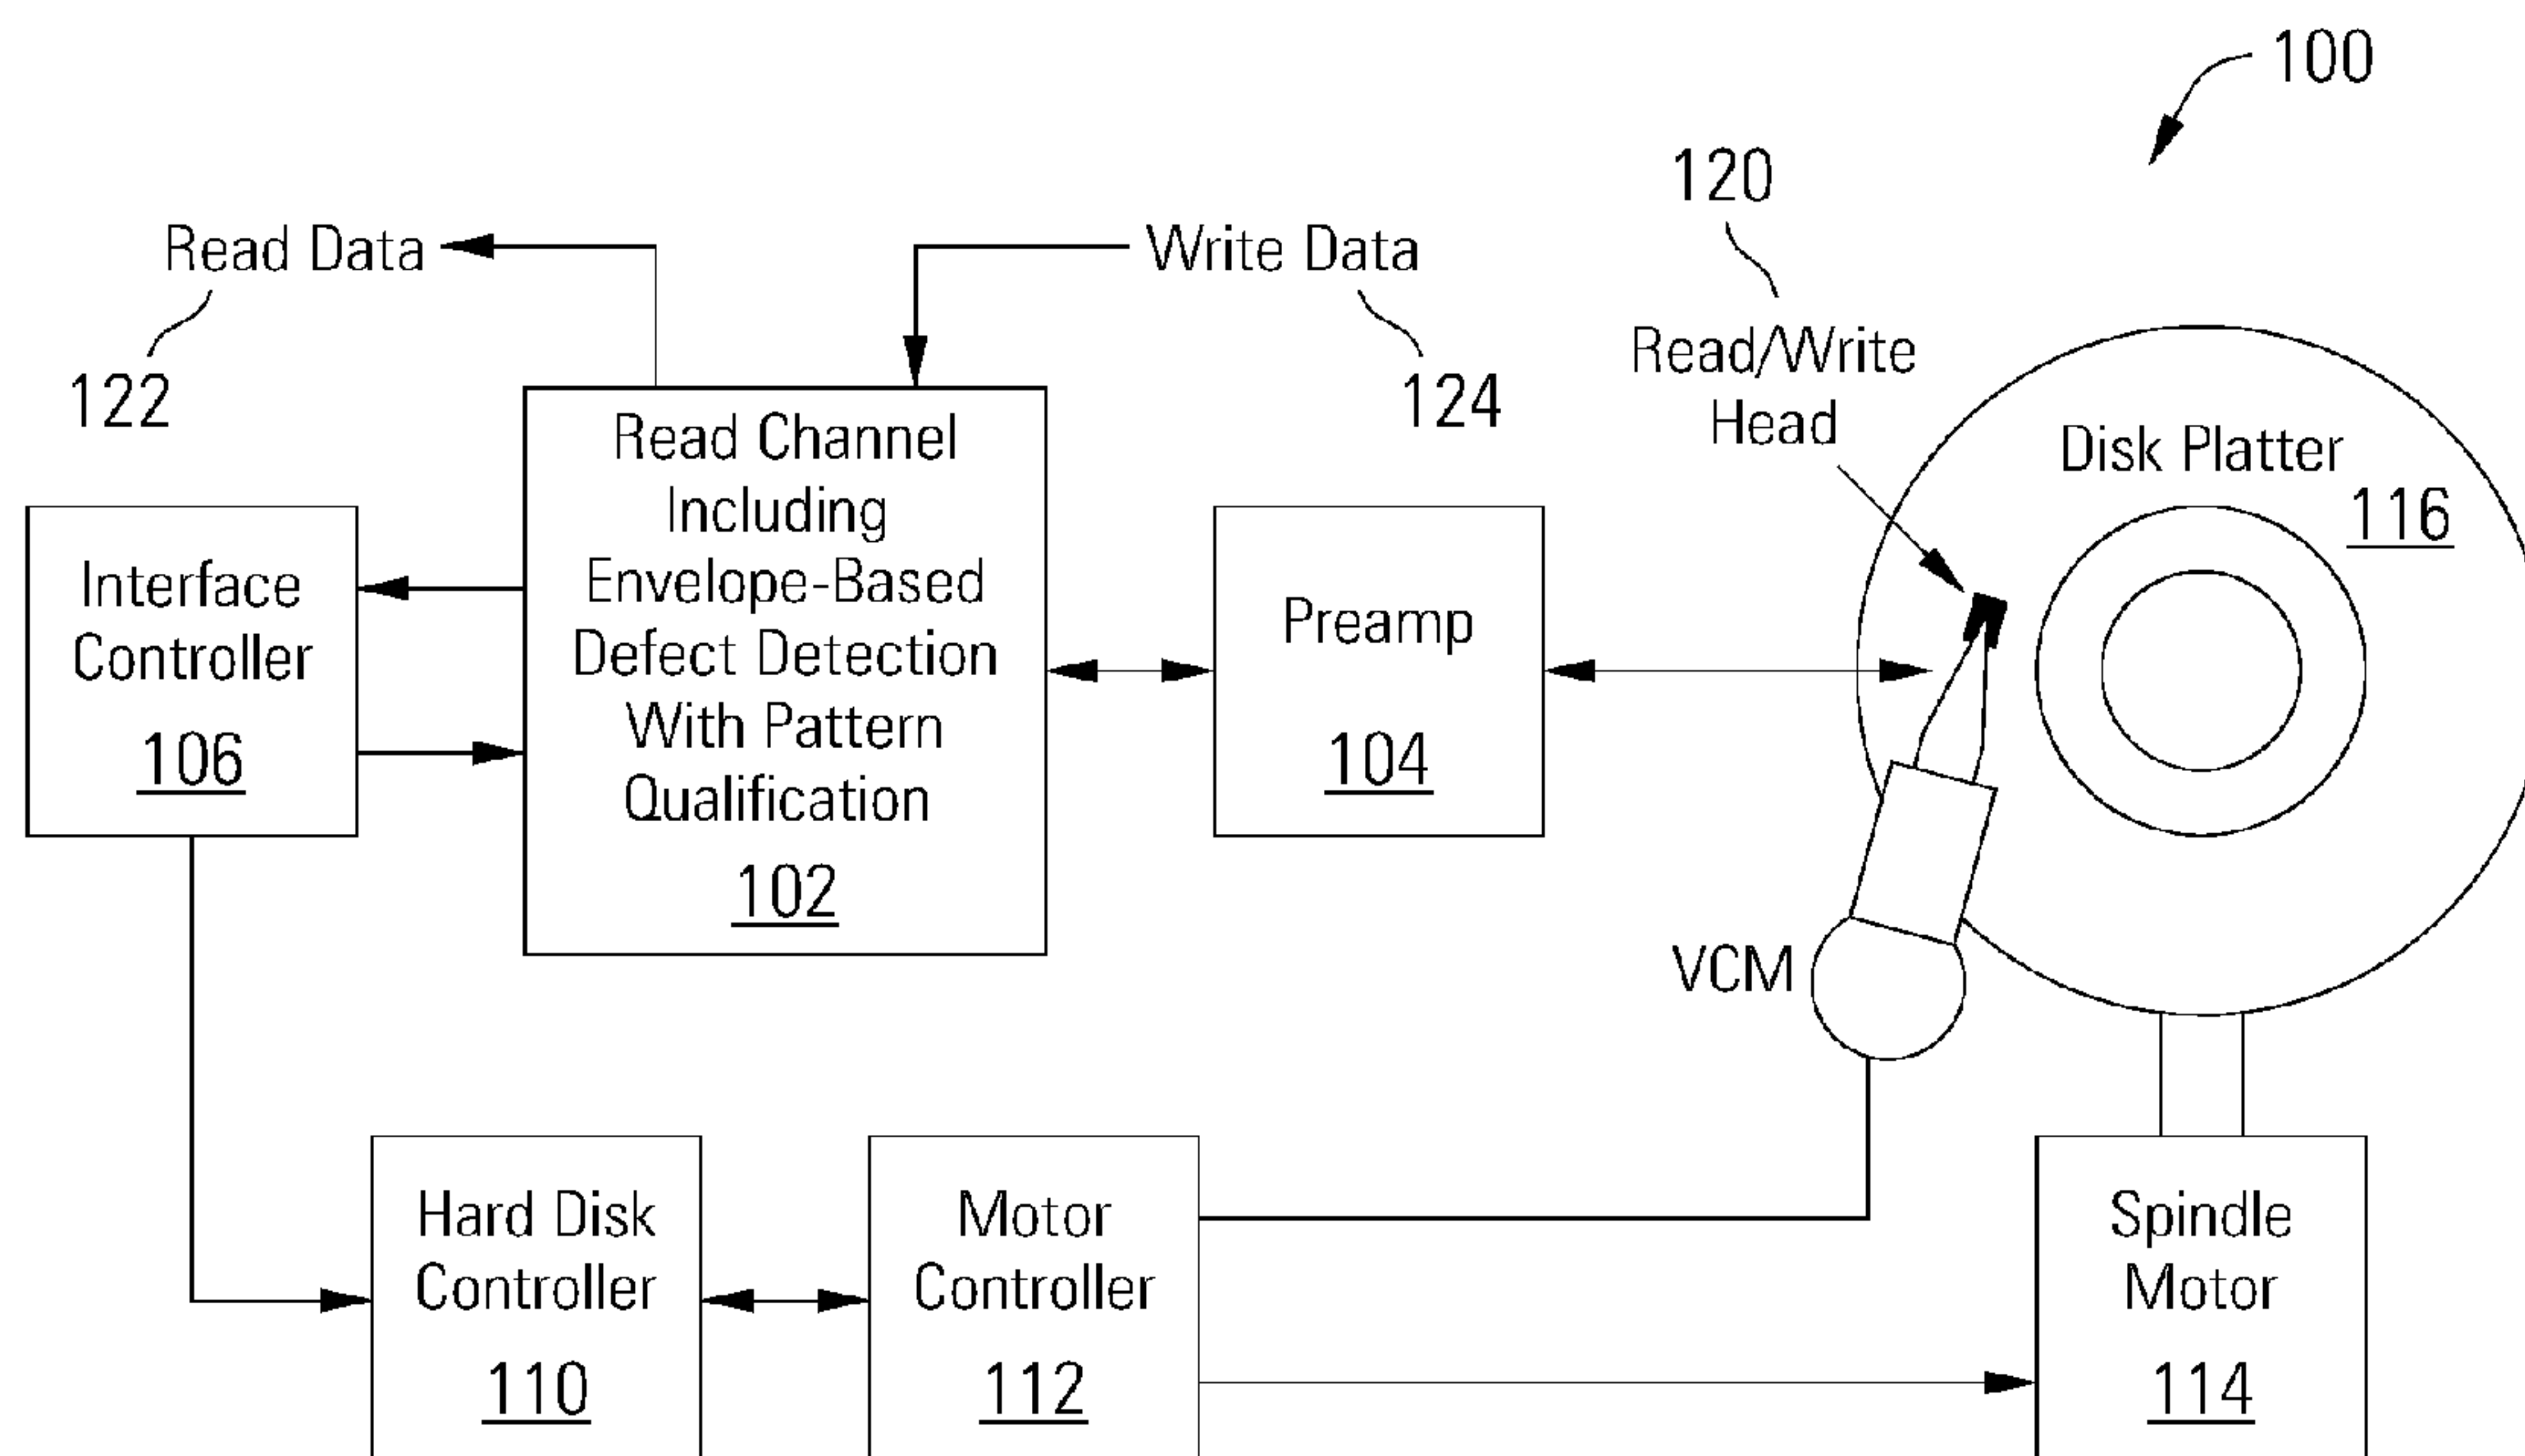 100
120
Read Data
Write Data
122
124
Read/Write
Head
Disk Platter
116
Read Channel
Including
Envelope-Based
Defect Detection
With Pattern
Qualification
102
Interface
Controller
106
Preamp
104
VCM
Hard Disk
Controller
110
Motor
Controller
112
Spindle
Motor
114